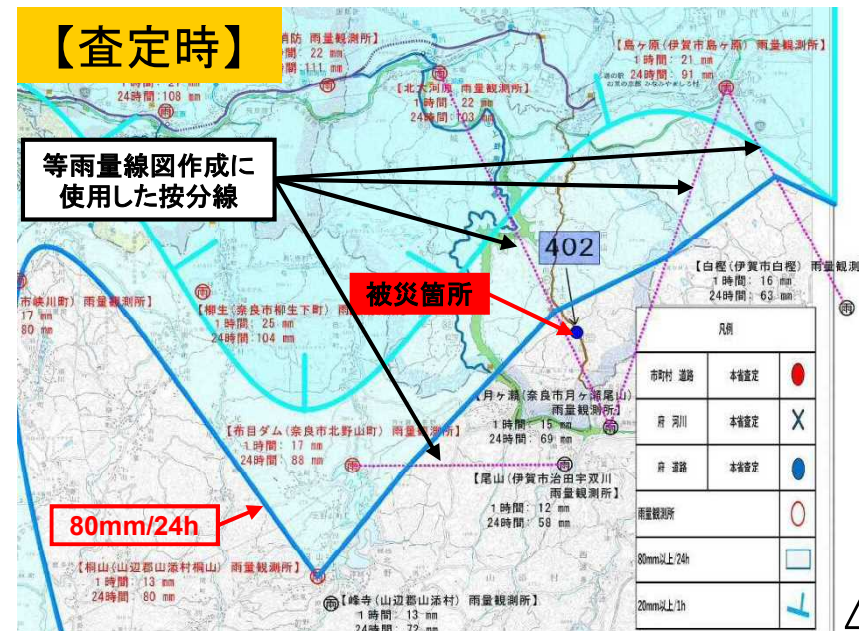 【査定時】
消防 雨量観測所】
時間: 22 mm
時間:111 mm
24時間:108 mm
【北大河原 雨量観測所】
1時間: 22 mm
24時間:103 mm
【島ヶ原(伊賀市島ヶ原) 雨量観測所】
1時間: 21 mm
24時間: 91 mm
等雨量線図作成に
使用した按分線
402
被災箇所
【白樫(伊賀市白樫) 雨量観測
1時間: 16 mm
24時間: 63 mm
市峡川町) 雨量観測所】
17 mm
80 mm
【柳生(奈良市柳生下町) 雨
1時間: 25 mm
24時間:104 mm
【月ヶ瀬(奈良市月ヶ瀬尾山)
雨量観測所】
1時間: 15 mm
24時間: 69 mm
【布目ダム(奈良市北野山町) 雨量観測所】
1時間: 17 mm
24時間: 88 mm
【尾山(伊賀市治田字双川
雨量観測所】
1時間: 12 mm
24時間: 58 mm
80mm/24h
【桐山(山辺郡山添村桐山) 雨量観測所】
1時間: 13 mm
24時間: 80 mm
【峰寺(山辺郡山添村) 雨量観測所】
1時間: 13 mm
24時間: 72 mm
凡例
市町村 道路 本省査定
府 河川 本省査定
府 道路 本省査定
雨量観測所
80mm以上/24h
20mm以上/1h